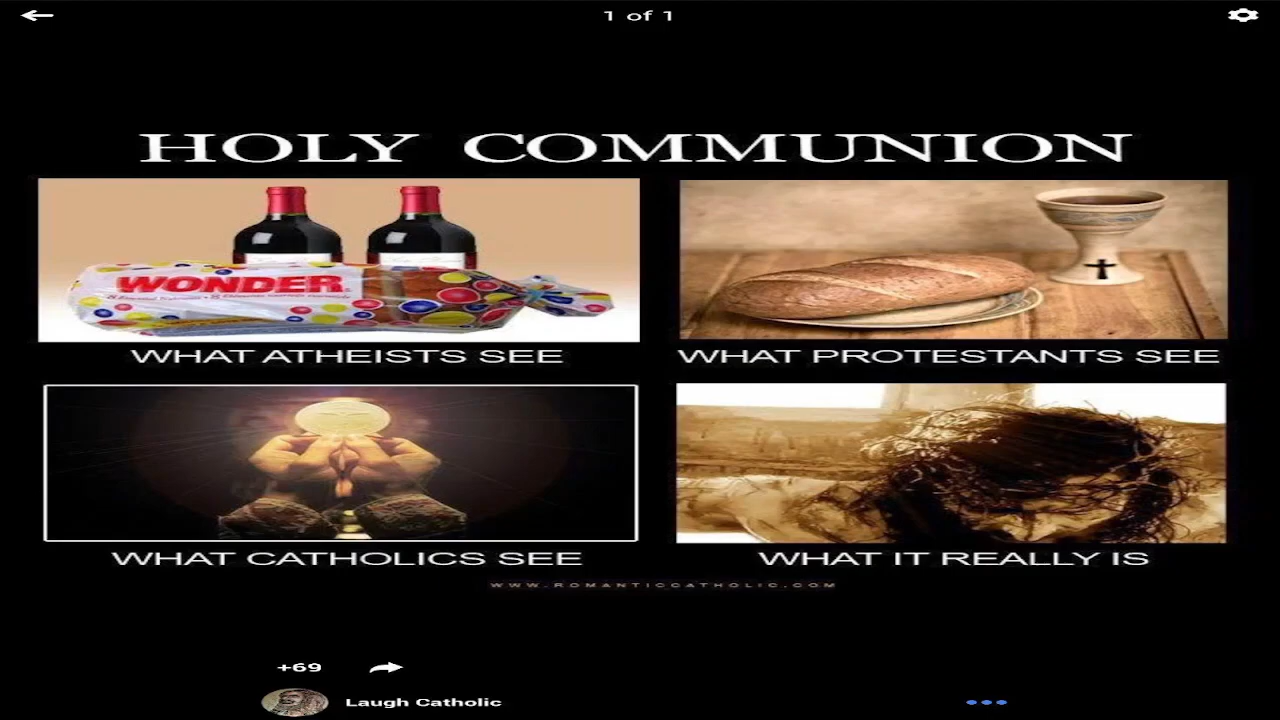 1 of 1
HOLY COMMUNION
WONDER
WHAT ATHEISTS SEE
WHAT PROTESTANTS SEE
WHAT CATHOLICS SEE
WHAT IT REALLY IS
WWW.ROMANTICCATHOLIC.COM
+69
Laugh Catholic